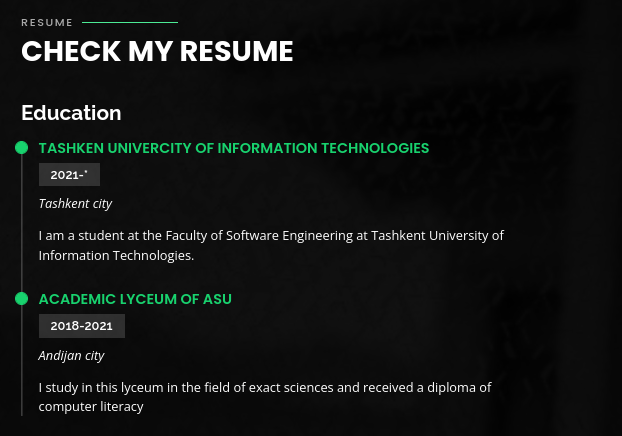 RESUME
CHECK MY RESUME
Education
TASHKEN UNIVERCITY OF INFORMATION TECHNOLOGIES
2021-*
Tashkent city
I am a student at the Faculty of Software Engineering at Tashkent University of
Information Technologies.
ACADEMIC LYCEUM OF ASU
2018-2021
Andijan city
I study in this lyceum in the field of exact sciences and received a diploma of
computer literacy